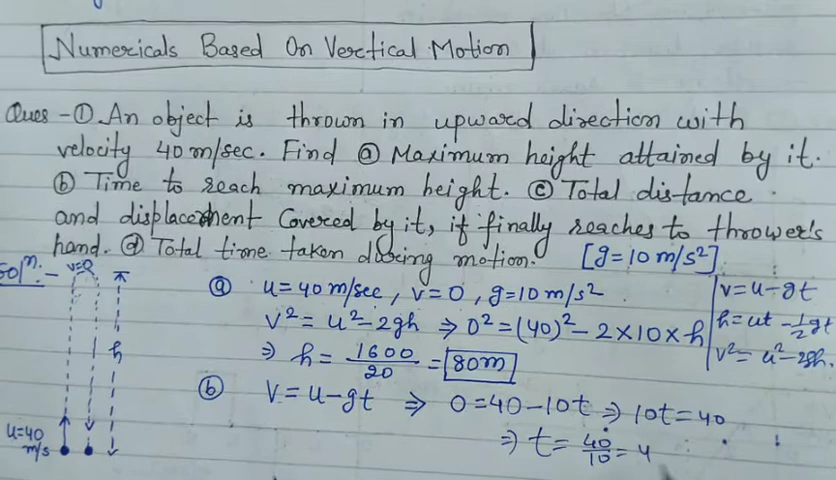 Numericals Based On Vertical Motion
Ques - ① An object is thrown in upward direction with
velocity 40 m/sec. Find ⓐ Maximum height attained by it.
ⓑ Time to reach maximum height. ⓒ Total distance
and displacement Covered by it, if finally reaches to thrower's
hand. ⓓ Total time taken during motion. [g=10 m/s²]
Solⁿ:-
v=0
h
u=40 m/s
ⓐ u=40 m/sec, v=0, g=10 m/s²
v² = u² - 2gh ⇒ 0² = (40)² - 2×10×h
⇒ h = 1600/20 = 80m
v=u-gt
h=ut - 1/2 gt
v²= u²-2gh.
ⓑ v = u-gt ⇒ 0=40-10t ⇒ 10t=40
⇒ t = 40/10 = 4